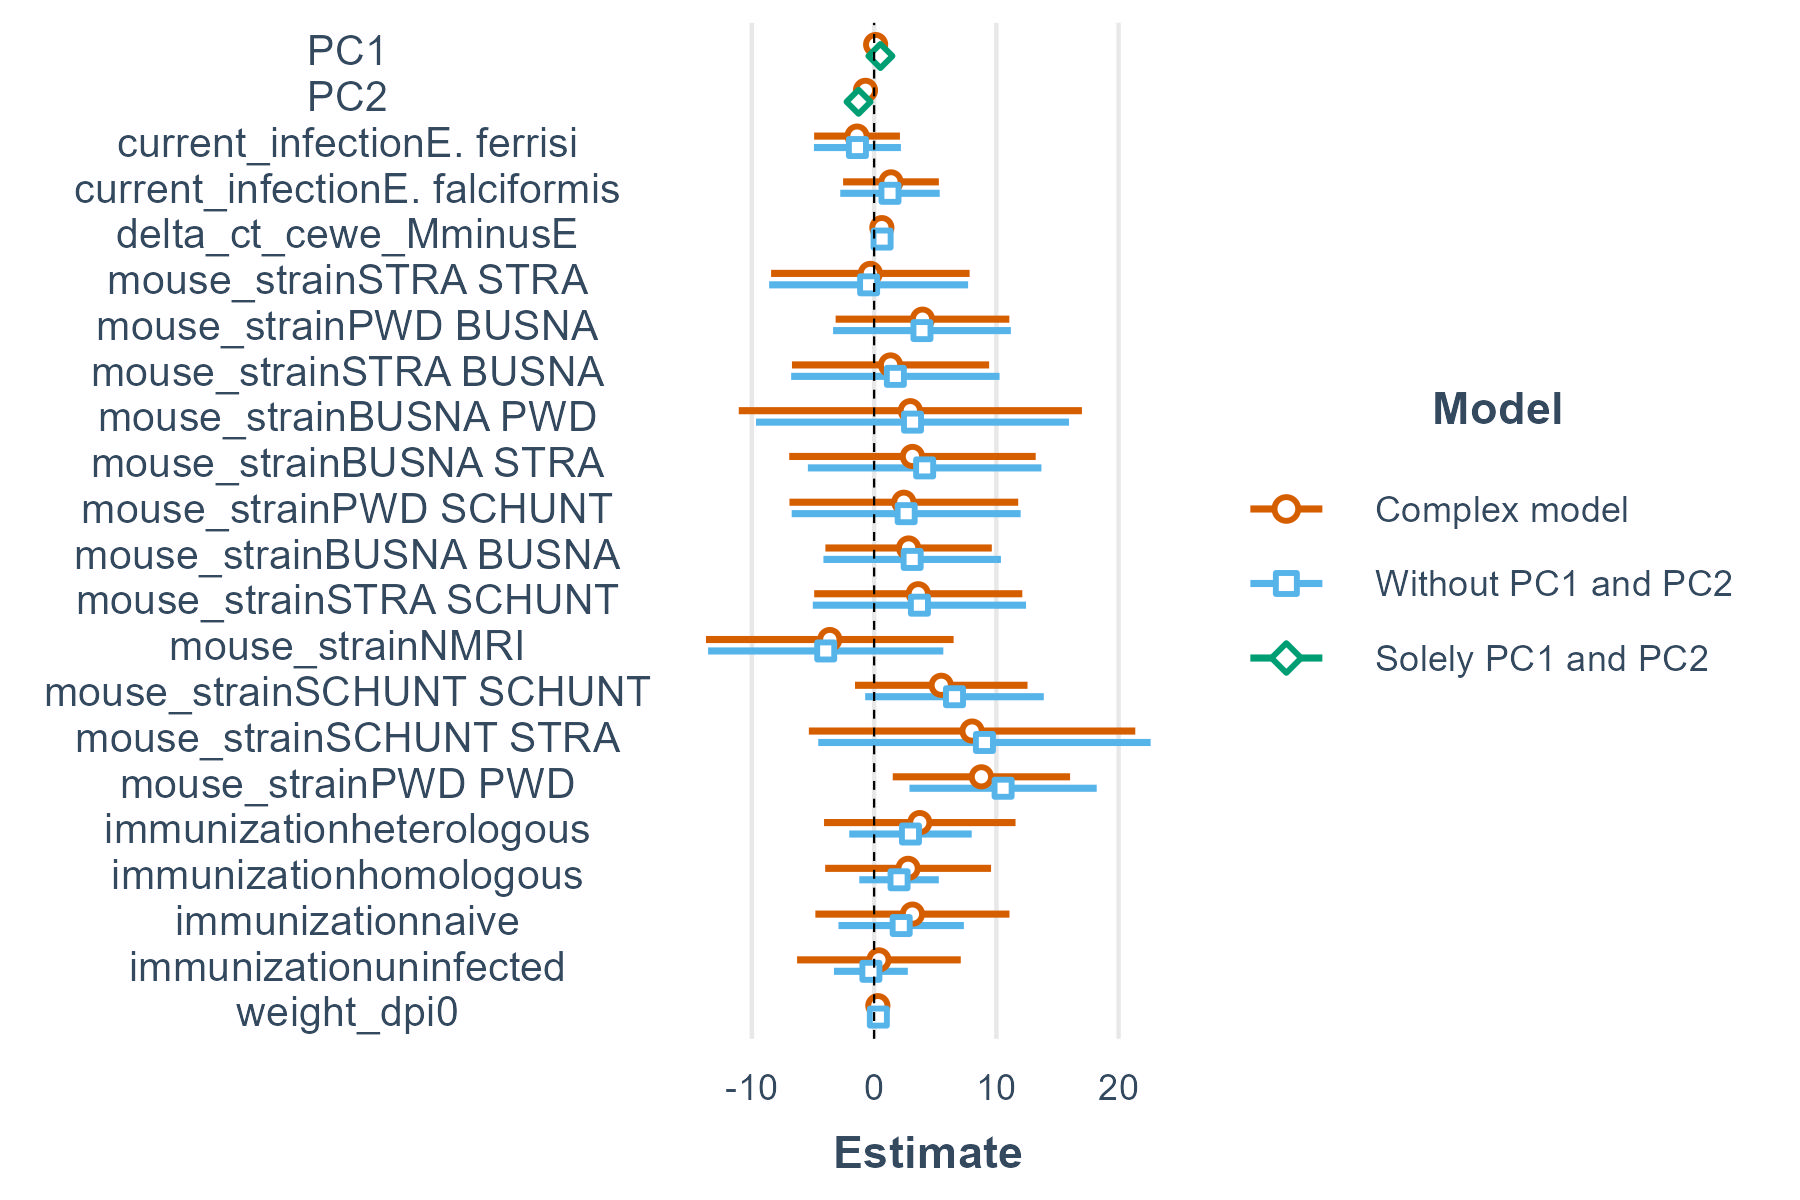 PC1
PC2
current_infectionE. ferrisi
current_infectionE. falciformis
delta_ct_cewe_MminusE
mouse_strainSTRA STRA
mouse_strainPWD BUSNA
mouse_strainSTRA BUSNA
mouse_strainBUSNA PWD
mouse_strainBUSNA STRA
mouse_strainPWD SCHUNT
mouse_strainBUSNA BUSNA
mouse_strainSTRA SCHUNT
mouse_strainNMRI
mouse_strainSCHUNT SCHUNT
mouse_strainSCHUNT STRA
mouse_strainPWD PWD
immunizationheterologous
immunizationhomologous
immunizationnaive
immunizationuninfected
weight_dpi0
-10 0 10 20
Estimate
Model
Complex model
Without PC1 and PC2
Solely PC1 and PC2